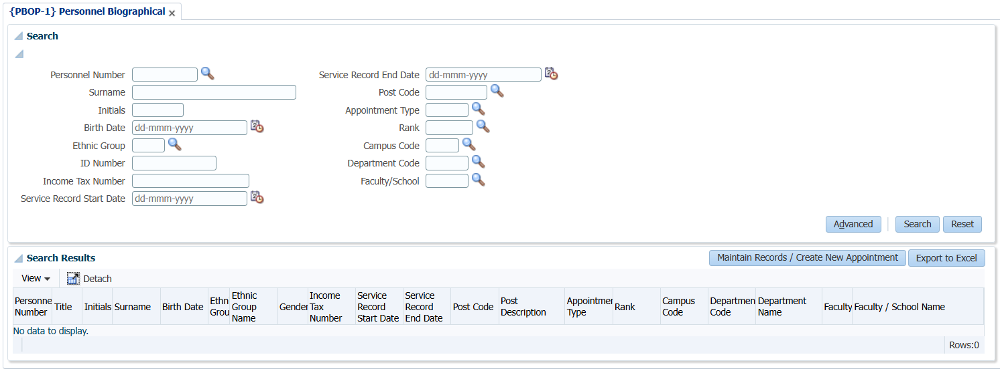 {PBOP-1} Personnel Biographical
Search
Personnel Number
Service Record End Date dd-mmm-yyyy
Surname
Post Code
Initials
Appointment Type
Birth Date dd-mmm-yyyy
Rank
Ethnic Group
Campus Code
ID Number
Department Code
Income Tax Number
Faculty/School
Service Record Start Date dd-mmm-yyyy
Advanced Search Reset
Search Results
Maintain Records / Create New Appointment Export to Excel
View Detach
Personne Number
Title
Initials
Surname
Birth Date
Ethn Grou
Ethnic Group Name
Gender
Income Tax Number
Service Record Start Date
Service Record End Date
Post Code
Post Description
Appointmen Type
Rank
Campus Code
Departmen Code
Department Name
Faculty
Faculty / School Name
No data to display.
Rows:0